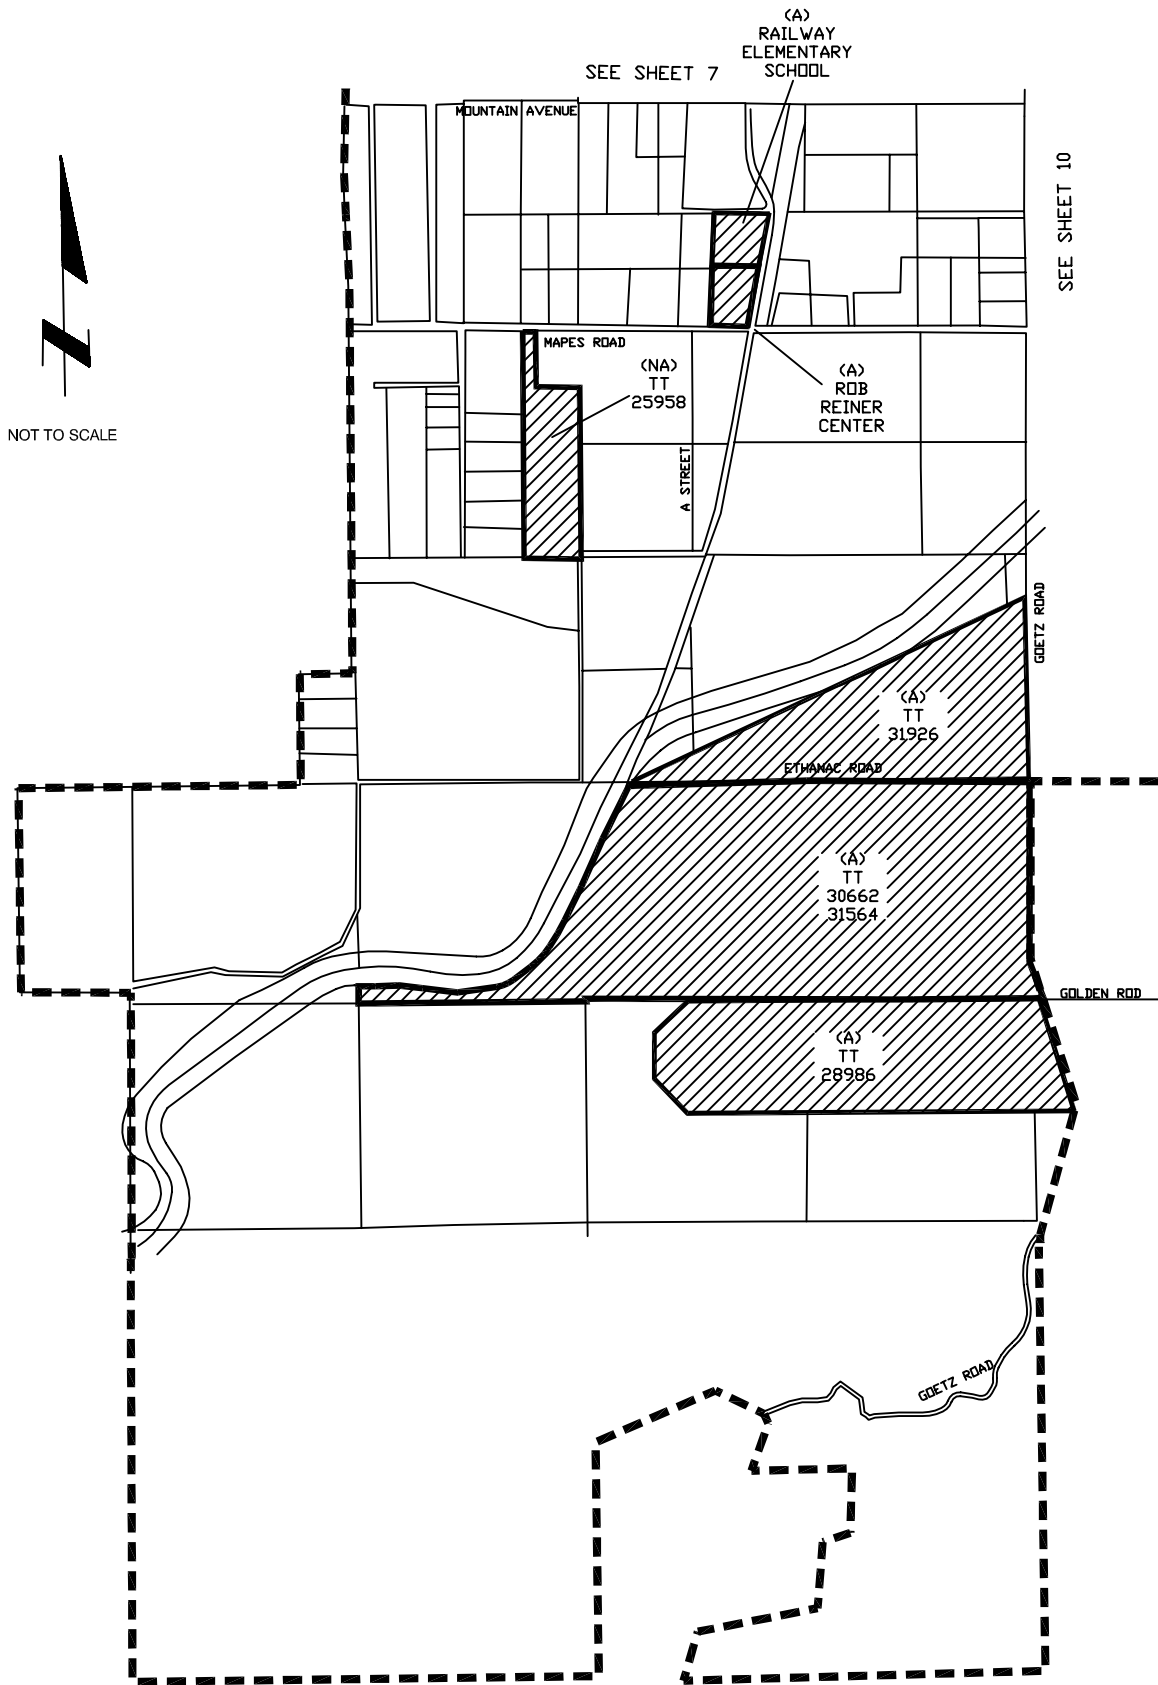 (A)
RAILWAY
ELEMENTARY
SCHOOL
SEE SHEET 7
MOUNTAIN AVENUE
SEE SHEET 10
MAPES ROAD
(NA)
TT
25958
(A)
ROB
REINER
CENTER
NOT TO SCALE
A STREET
GOETZ ROAD
(A)
TT
31926
ETHANAC ROAD
(A)
TT
30662
31564
GOLDEN ROD
(A)
TT
28986
GOETZ ROAD